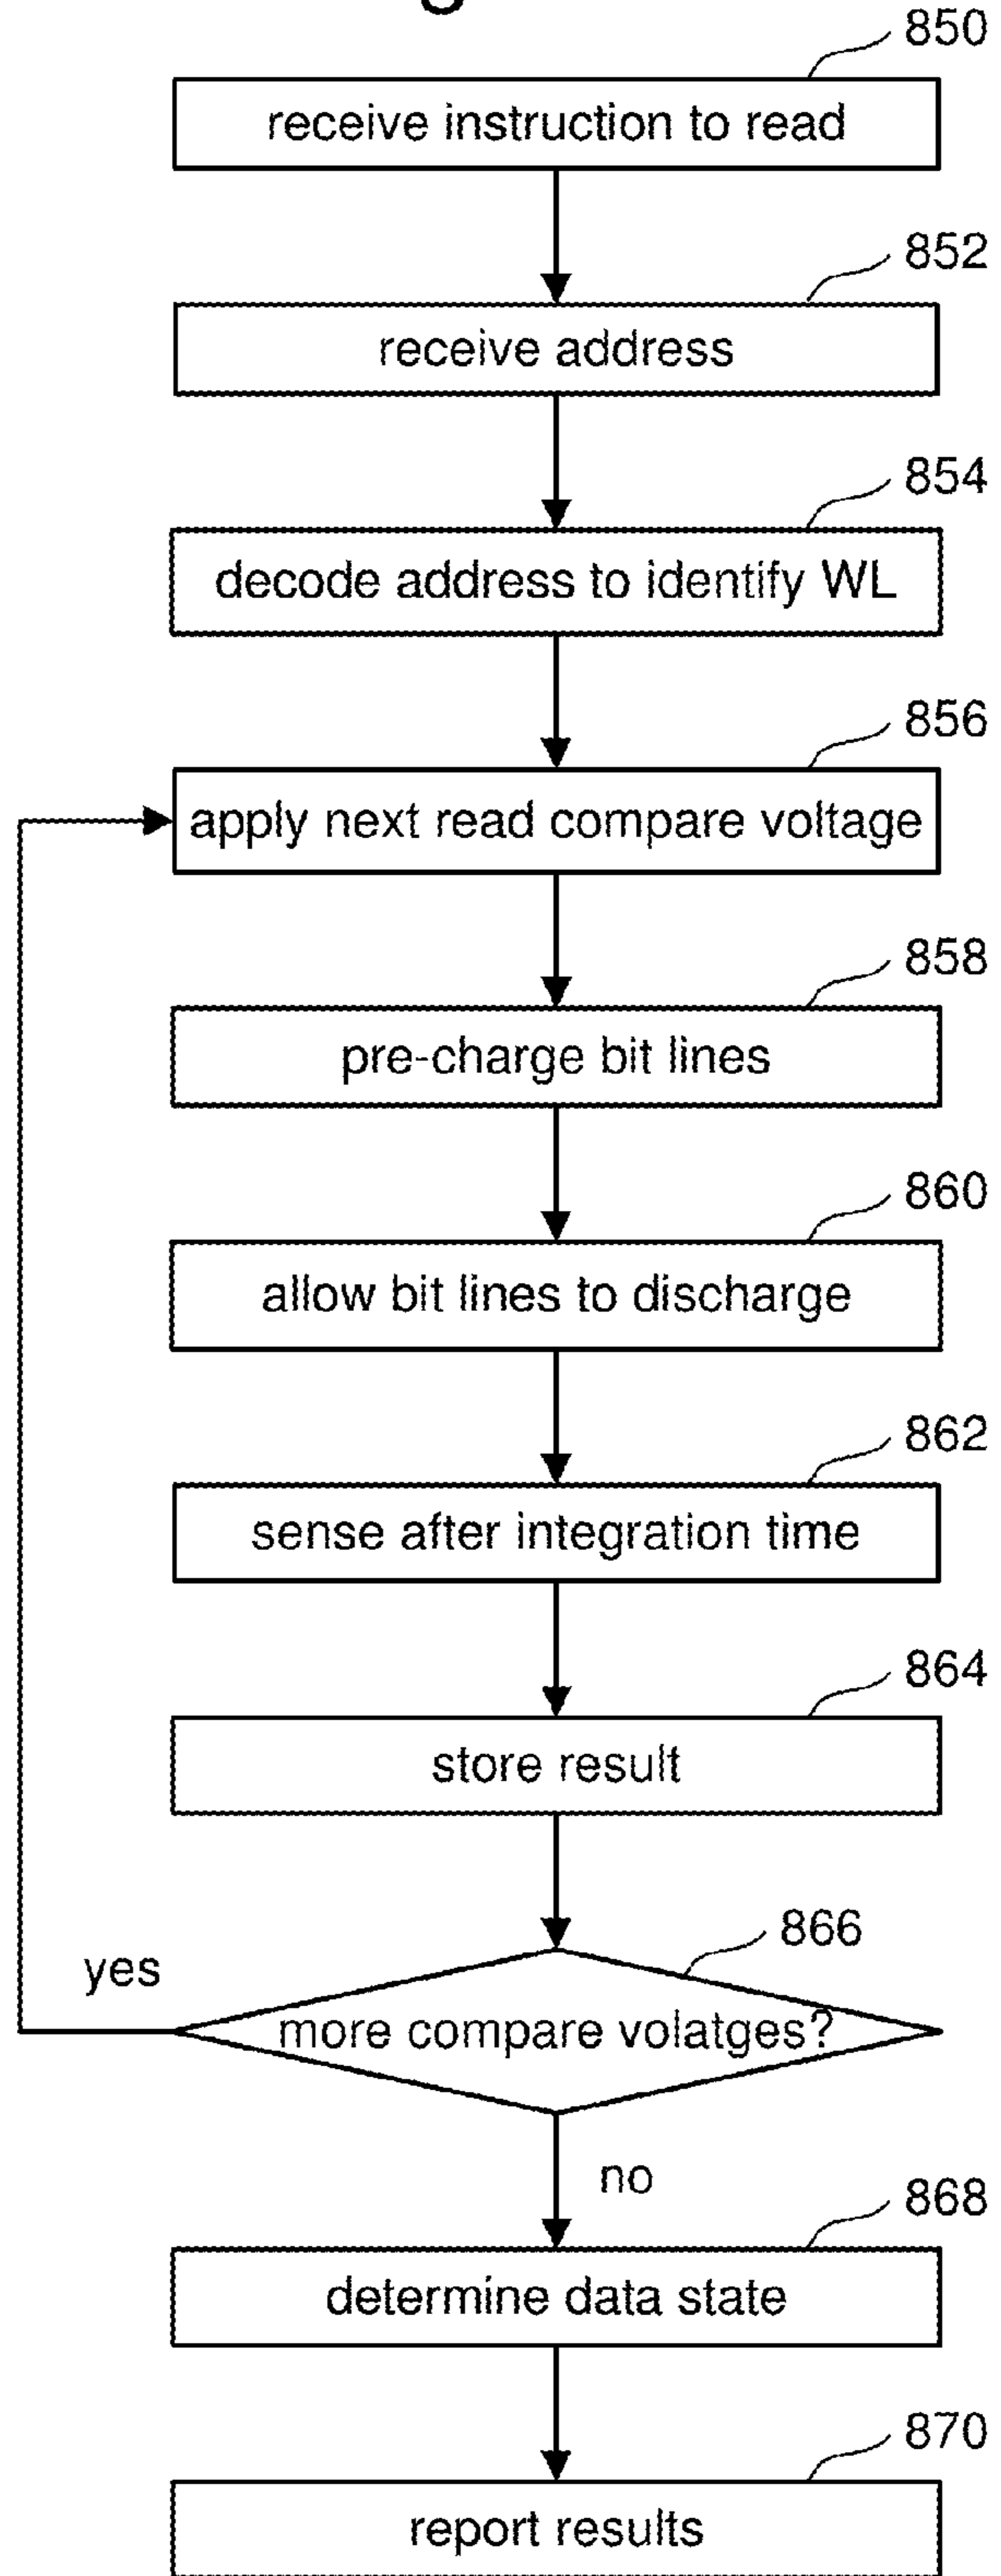 850
receive instruction to read
852
receive address
854
decode address to identify WL
856
apply next read compare voltage
858
pre-charge bit lines
860
allow bit lines to discharge
862
sense after integration time
864
store result
866
yes
more compare volatges?
no
868
determine data state
870
report results